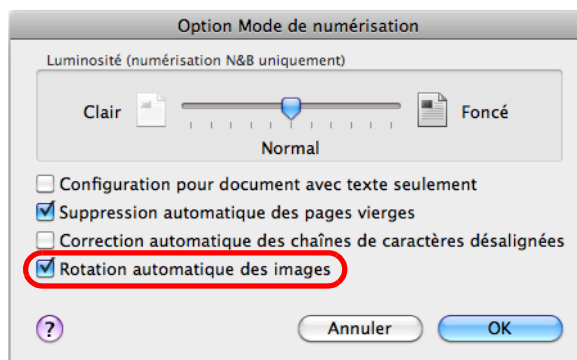 Option Mode de numérisation
Luminosité (numérisation N&B uniquement)
Clair Foncé
Normal
Configuration pour document avec texte seulement
Suppression automatique des pages vierges
Correction automatique des chaînes de caractères désalignées
Rotation automatique des images
? Annuler OK